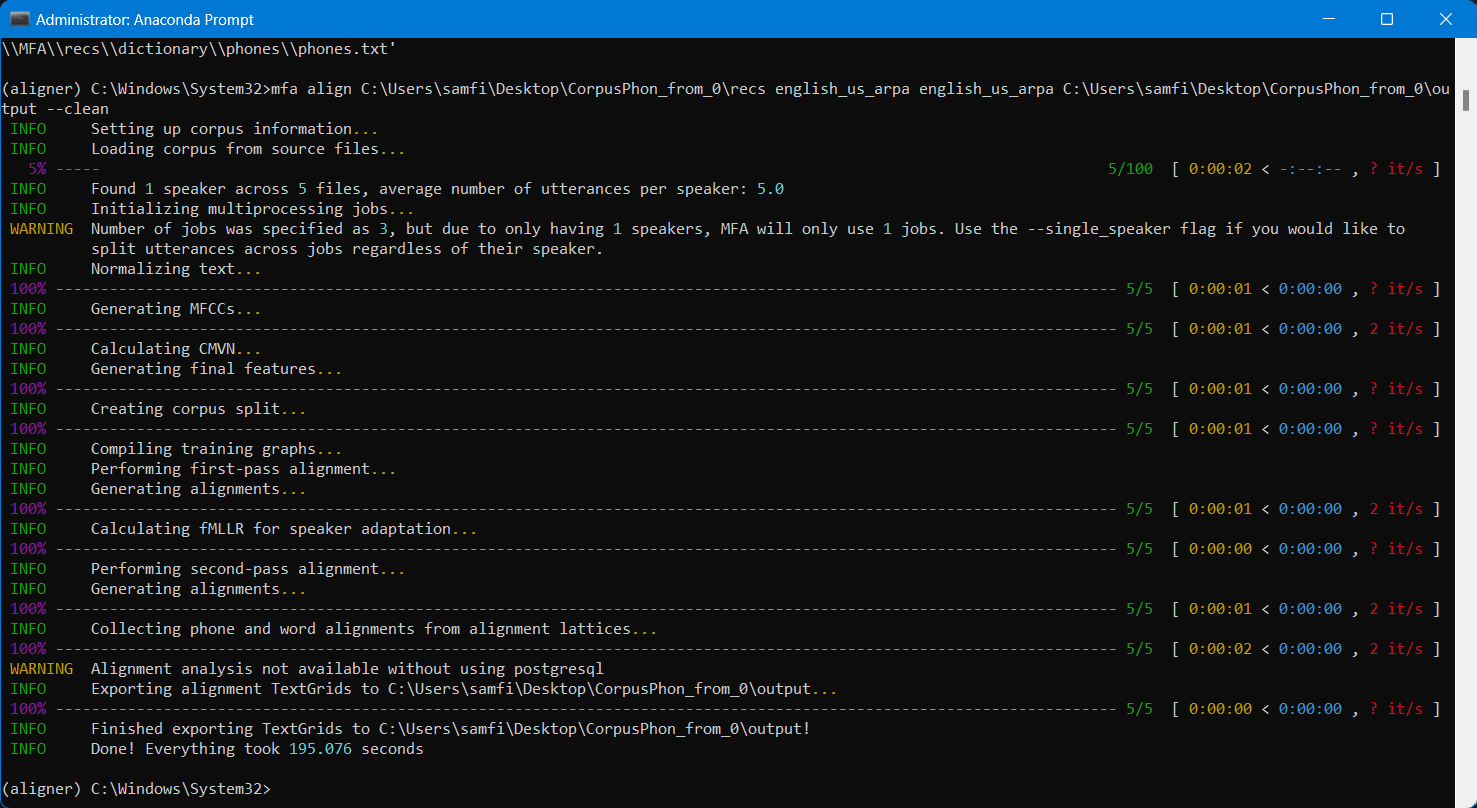 Administrator: Anaconda Prompt
\\MFA\\recs\\dictionary\\phones\\phones.txt'
(aligner) C:\Windows\System32>mfa align C:\Users\samfi\Desktop\CorpusPhon_from_0\recs english_us_arpa english_us_arpa C:\Users\samfi\Desktop\CorpusPhon_from_0\ou
tput --clean
INFO     Setting up corpus information...
INFO     Loading corpus from source files...
5% ----- 5/100  [ 0:00:02 < -:--:-- , ? it/s ]
INFO     Found 1 speaker across 5 files, average number of utterances per speaker: 5.0
INFO     Initializing multiprocessing jobs...
WARNING  Number of jobs was specified as 3, but due to only having 1 speakers, MFA will only use 1 jobs. Use the --single_speaker flag if you would like to
split utterances across jobs regardless of their speaker.
INFO     Normalizing text...
100% ---------------------------------------------------------------------------------------------------------------------- 5/5  [ 0:00:01 < 0:00:00 , ? it/s ]
INFO     Generating MFCCs...
100% ---------------------------------------------------------------------------------------------------------------------- 5/5  [ 0:00:01 < 0:00:00 , 2 it/s ]
INFO     Calculating CMVN...
INFO     Generating final features...
100% ---------------------------------------------------------------------------------------------------------------------- 5/5  [ 0:00:01 < 0:00:00 , ? it/s ]
INFO     Creating corpus split...
100% ---------------------------------------------------------------------------------------------------------------------- 5/5  [ 0:00:01 < 0:00:00 , ? it/s ]
INFO     Compiling training graphs...
INFO     Performing first-pass alignment...
INFO     Generating alignments...
100% ---------------------------------------------------------------------------------------------------------------------- 5/5  [ 0:00:01 < 0:00:00 , 2 it/s ]
INFO     Calculating fMLLR for speaker adaptation...
100% ---------------------------------------------------------------------------------------------------------------------- 5/5  [ 0:00:00 < 0:00:00 , ? it/s ]
INFO     Performing second-pass alignment...
INFO     Generating alignments...
100% ---------------------------------------------------------------------------------------------------------------------- 5/5  [ 0:00:01 < 0:00:00 , 2 it/s ]
INFO     Collecting phone and word alignments from alignment lattices...
100% ---------------------------------------------------------------------------------------------------------------------- 5/5  [ 0:00:02 < 0:00:00 , 2 it/s ]
WARNING  Alignment analysis not available without using postgresql
INFO     Exporting alignment TextGrids to C:\Users\samfi\Desktop\CorpusPhon_from_0\output...
100% ---------------------------------------------------------------------------------------------------------------------- 5/5  [ 0:00:00 < 0:00:00 , ? it/s ]
INFO     Finished exporting TextGrids to C:\Users\samfi\Desktop\CorpusPhon_from_0\output!
INFO     Done! Everything took 195.076 seconds
(aligner) C:\Windows\System32>